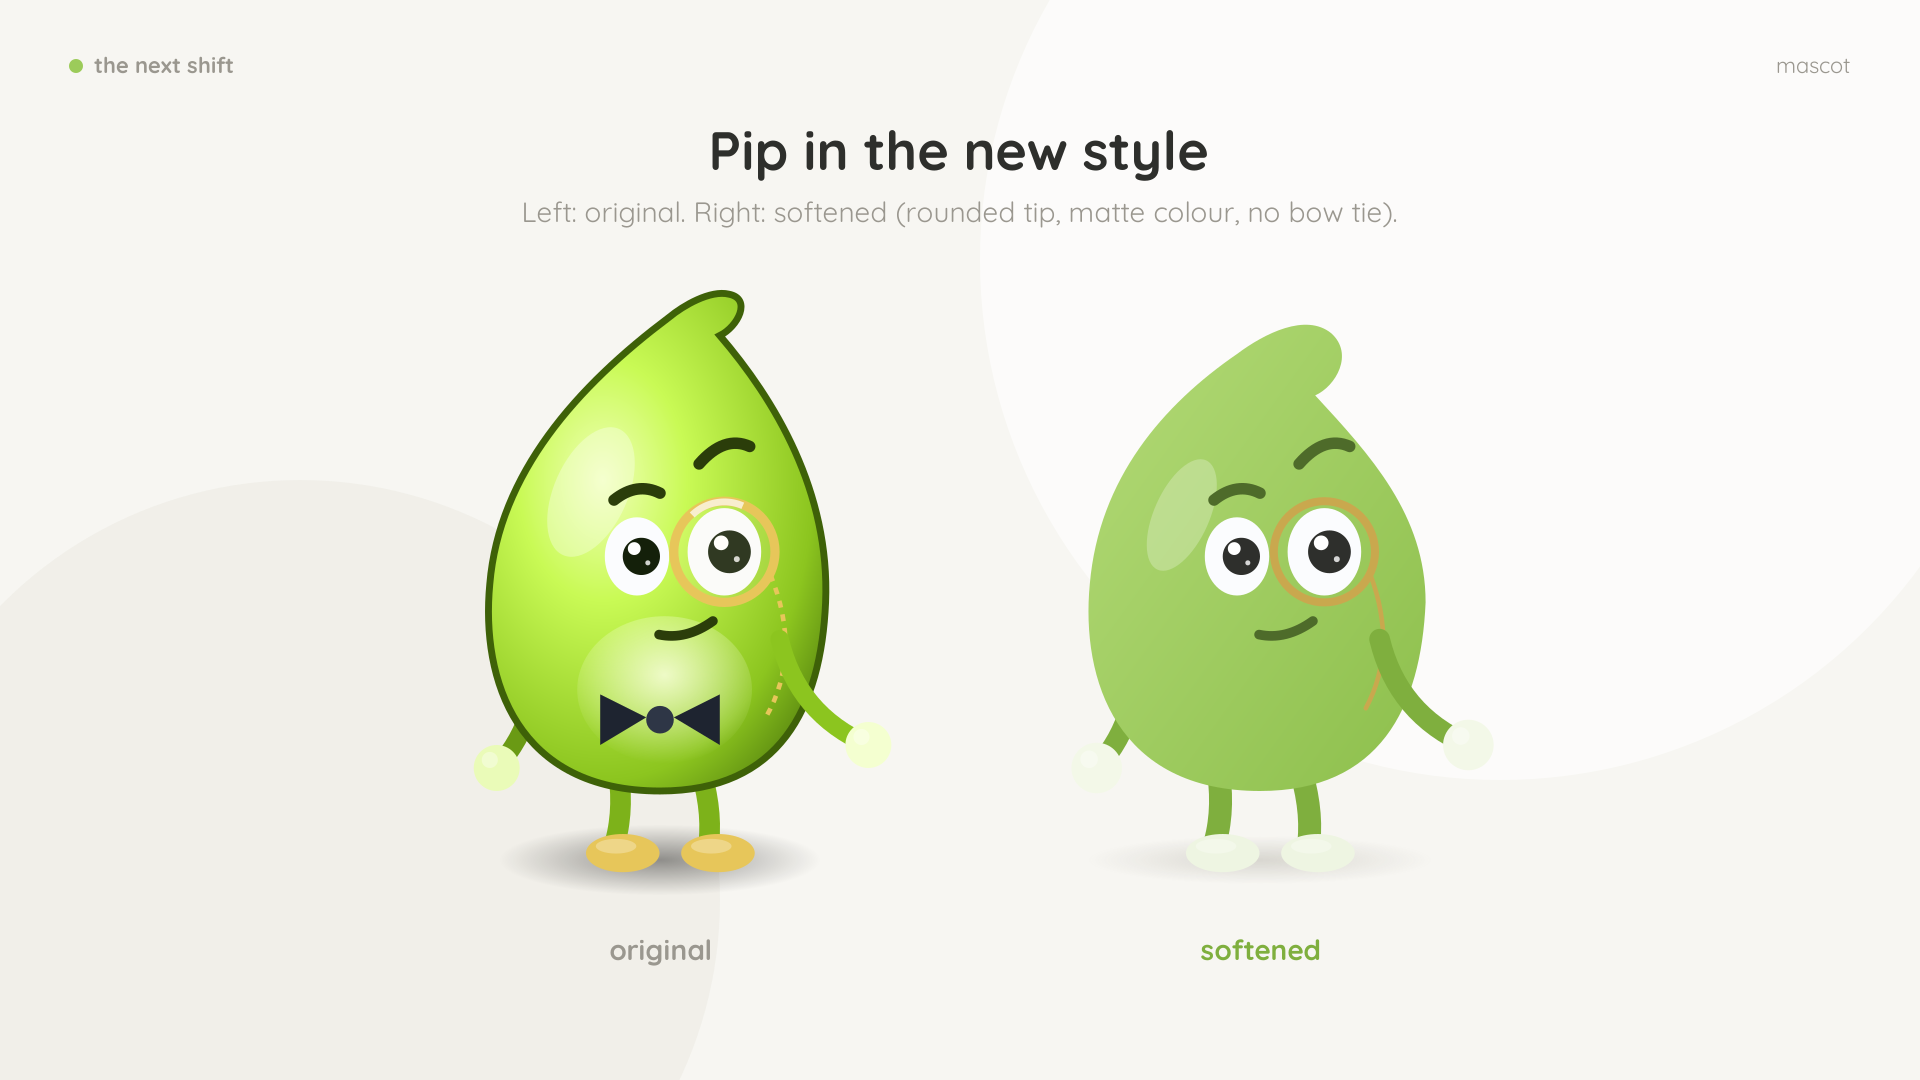 the next shift
mascot
Pip in the new style
Left: original. Right: softened (rounded tip, matte colour, no bow tie).
original
softened